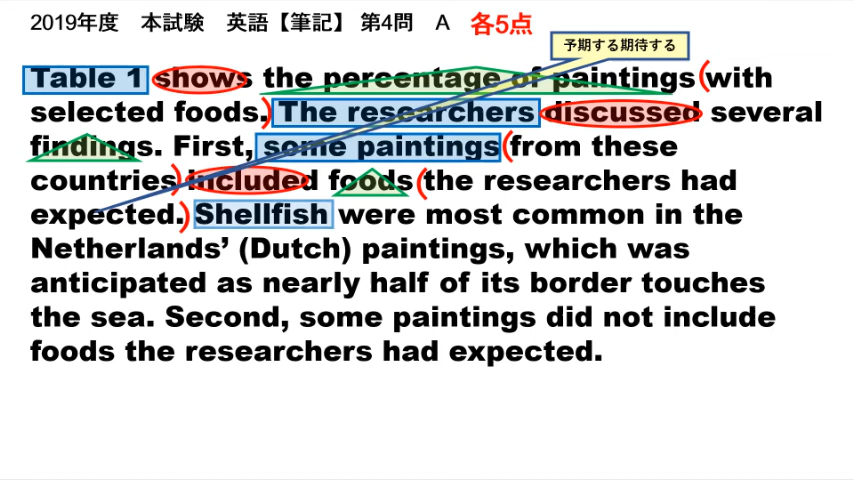 2019年度 本試験 英語【筆記】 第4問 A 各5点
予期する期待する
Table 1 shows the percentage of paintings (with
selected foods.) The researchers discussed several
findings. First, some paintings (from these
countries) included foods (the researchers had
expected.) Shellfish were most common in the
Netherlands' (Dutch) paintings, which was
anticipated as nearly half of its border touches
the sea. Second, some paintings did not include
foods the researchers had expected.